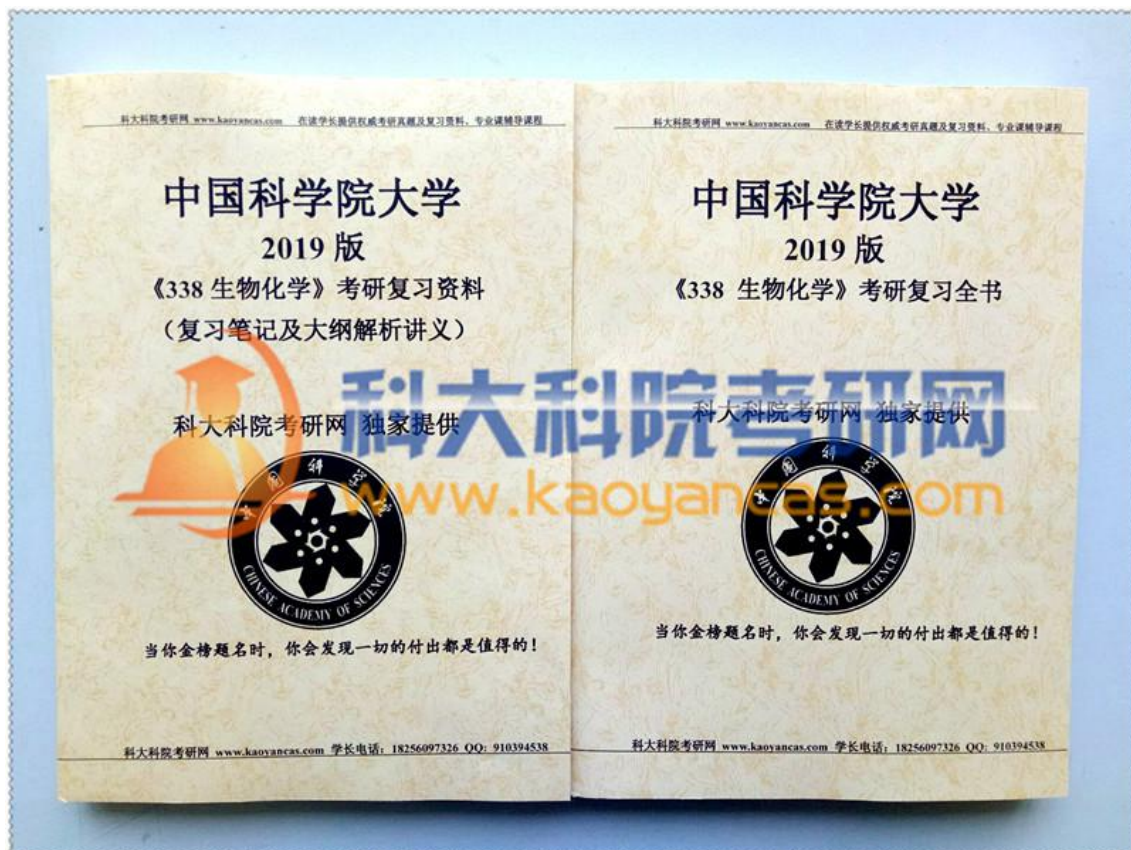 科大科院考研网 www.kaoyancas.com 在读学长提供权威考研真题及复习资料、专业课辅导课程
中国科学院大学
2019 版
《338 生物化学》考研复习资料
（复习笔记及大纲解析讲义）
科大科院考研网 独家提供
中国科学院
CHINESE ACADEMY OF SCIENCES
当你金榜题名时，你会发现一切的付出都是值得的！
科大科院考研网 www.kaoyancas.com 学长电话：18256097326 QQ: 910394538
科大科院考研网 www.kaoyancas.com 在读学长提供权威考研真题及复习资料、专业课辅导课程
中国科学院大学
2019 版
《338 生物化学》考研复习全书
科大科院考研网 独家提供
中国科学院
CHINESE ACADEMY OF SCIENCES
当你金榜题名时，你会发现一切的付出都是值得的！
科大科院考研网 www.kaoyancas.com 学长电话：18256097326 QQ: 910394538
科大科院考研网
www.kaoyancas.com